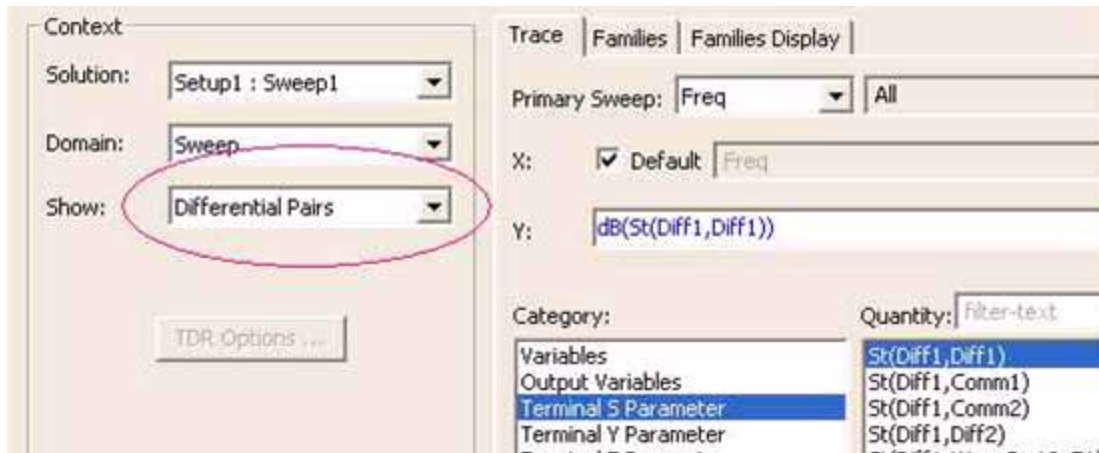 Context
Solution:
Setup1 : Sweep1
Domain:
Sweep
Show:
Differential Pairs
TDR Options ...
Trace
Families
Families Display
Primary Sweep:
Freq
All
X:
Default
Freq
Y:
dB(St(Diff1,Diff1))
Category:
Variables
Output Variables
Terminal S Parameter
Terminal Y Parameter
Quantity:
filter-text
St(Diff1,Diff1)
St(Diff1,Comm1)
St(Diff1,Comm2)
St(Diff1,Diff2)